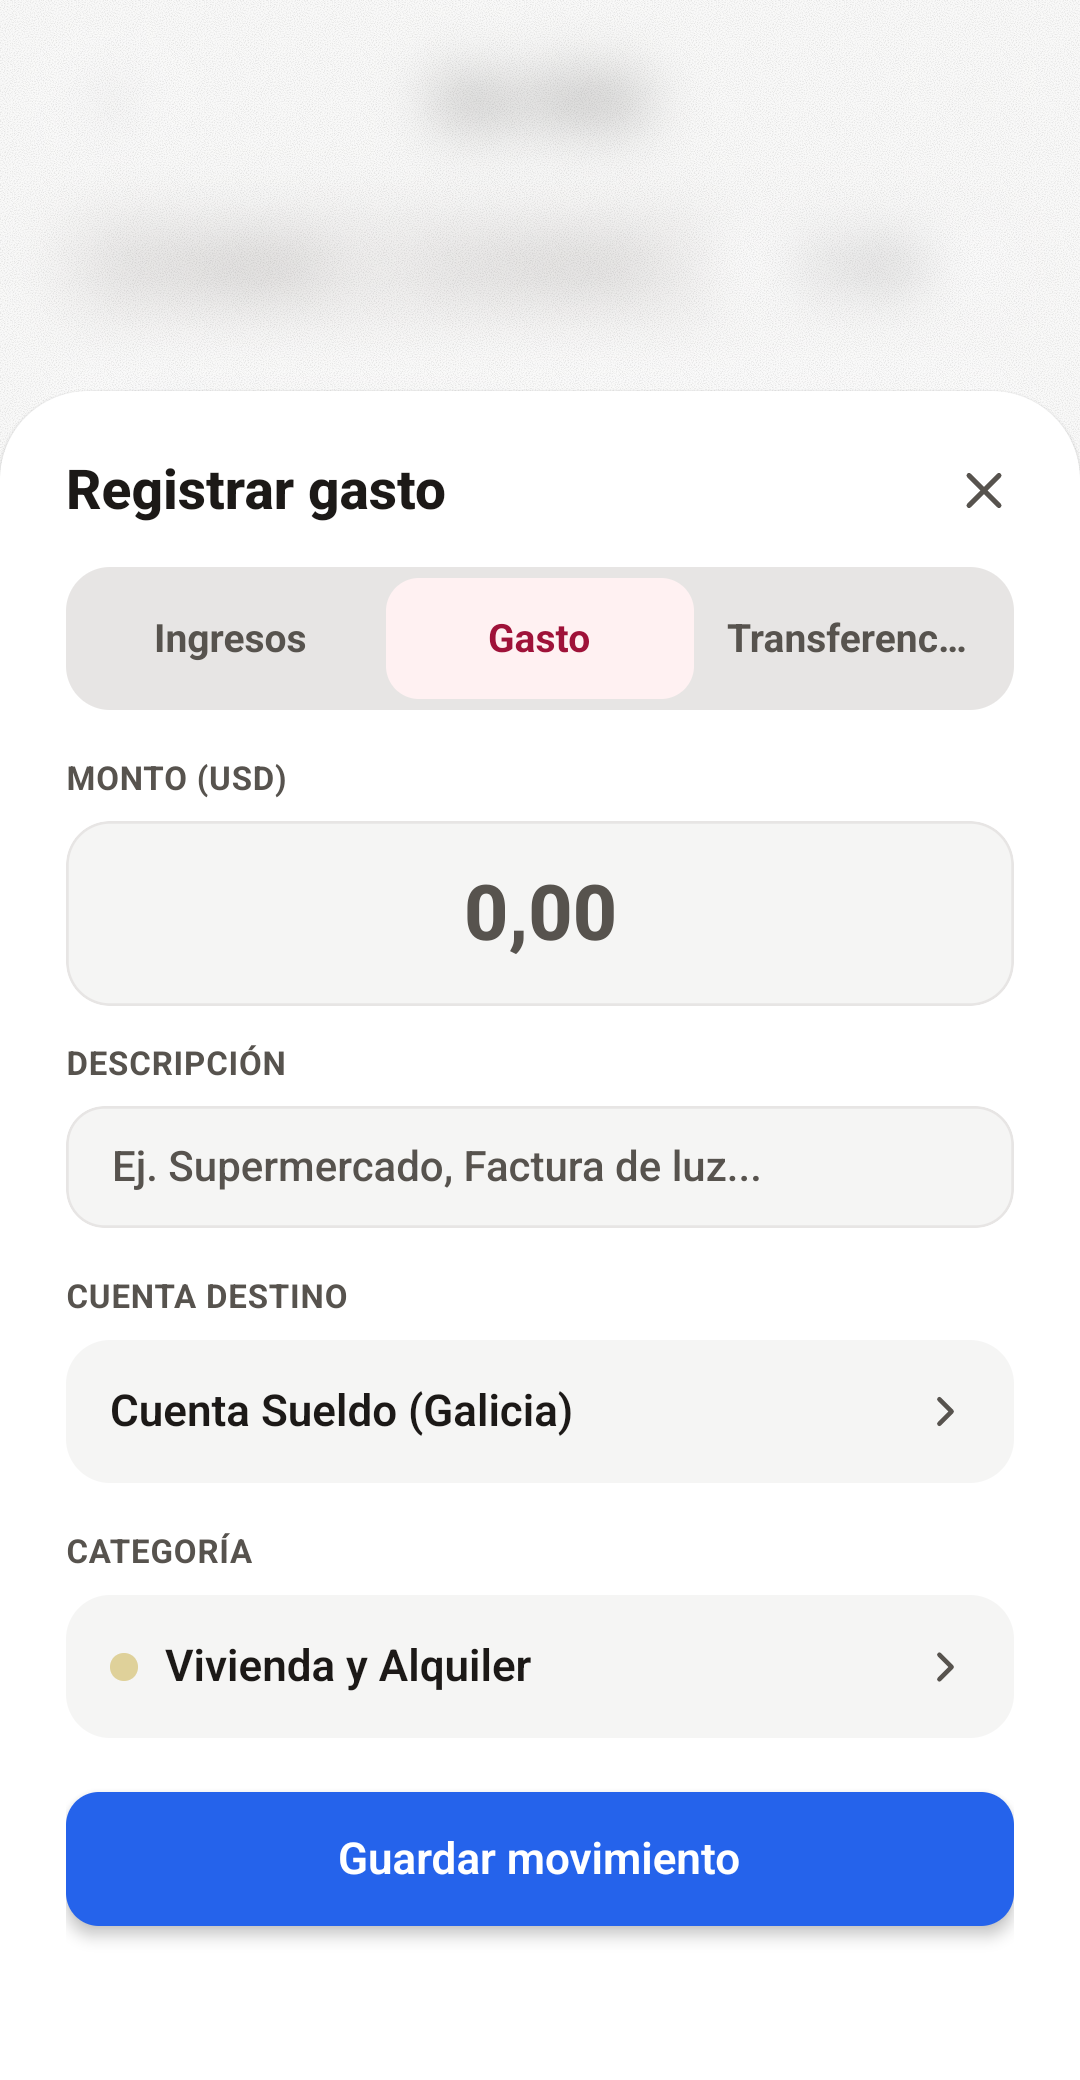 Registrar gasto
Ingresos
Gasto
Transferenc...
MONTO (USD)
0,00
DESCRIPCIÓN
Ej. Supermercado, Factura de luz...
CUENTA DESTINO
Cuenta Sueldo (Galicia)
CATEGORÍA
Vivienda y Alquiler
Guardar movimiento